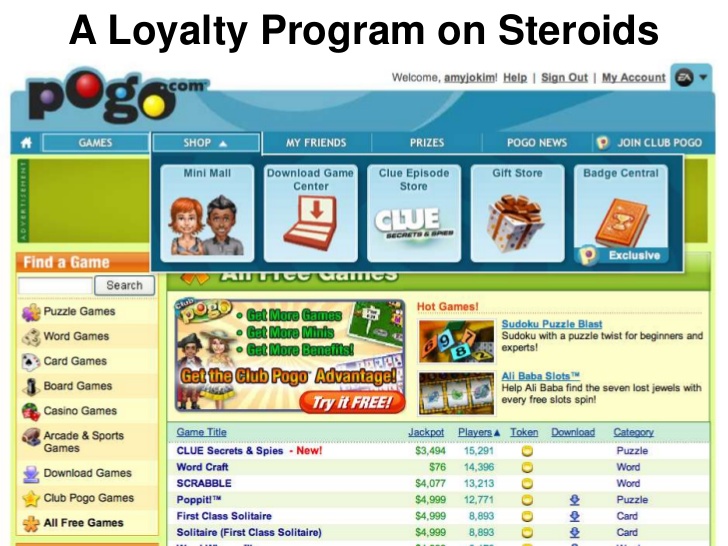 A Loyalty Program on Steroids
pogo.com
Welcome, amyjokim! Help | Sign Out | My Account
EA
GAMES
SHOP
MY FRIENDS
PRIZES
POGO NEWS
JOIN CLUB POGO
ADVERTISEMENT
Mini Mall
Download Game
Center
Clue Episode
Store
CLUE
SECRETS & SPIES
Gift Store
Badge Central
Exclusive
Find a Game
Search
Puzzle Games
Word Games
Card Games
Board Games
Casino Games
Arcade & Sports
Games
Download Games
Club Pogo Games
All Free Games
All Free Games
Club
pogo
• Get More Games
• Get More Minis
• Get More Benefits!
Get the Club Pogo Advantage!
Try it FREE!
Hot Games!
Sudoku Puzzle Blast
Sudoku with a puzzle twist for beginners and
experts!
Ali Baba Slots™
Help Ali Baba find the seven lost jewels with
every free slots spin!
Game Title Jackpot Players Token Download Category
CLUE Secrets & Spies - New! $3,494 15,291 Puzzle
Word Craft $76 14,396 Word
SCRABBLE $4,077 13,213 Word
Poppit!™ $4,999 12,771 Puzzle
First Class Solitaire $4,999 8,893 Card
Solitaire (First Class Solitaire) $4,999 8,893 Card